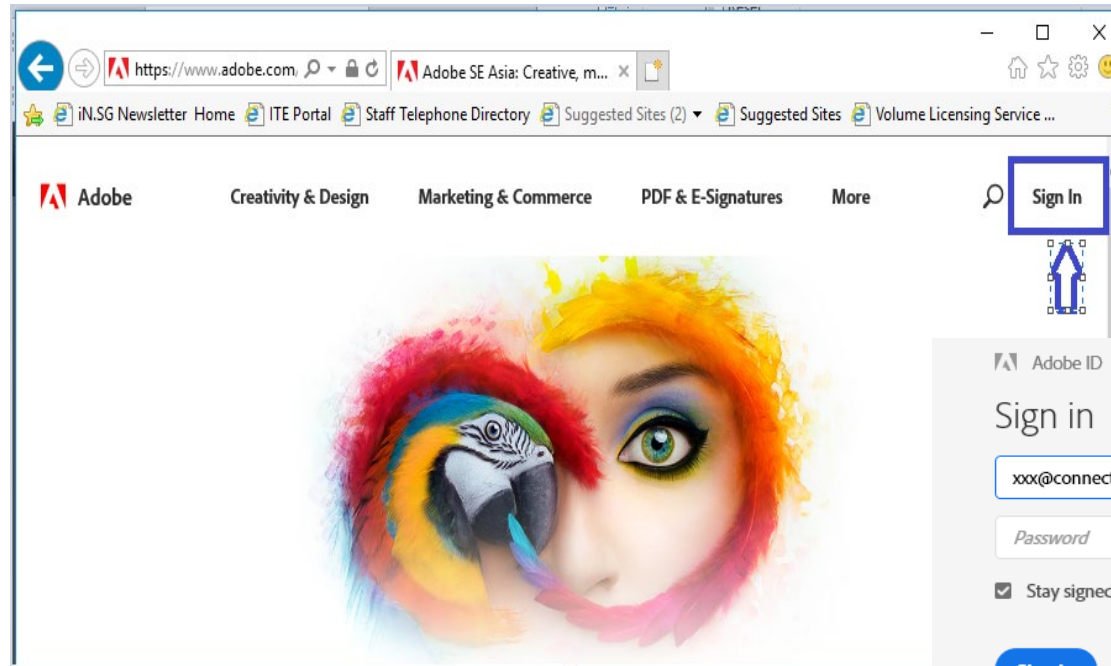 https://www.adobe.com,
Adobe SE Asia: Creative, m...
iN.SG Newsletter Home ITE Portal Staff Telephone Directory Suggested Sites (2) Suggested Sites Volume Licensing Service ...
Adobe Creativity & Design Marketing & Commerce PDF & E-Signatures More Sign In
Adobe ID
Sign in
xxx@connect
Password
Stay signed